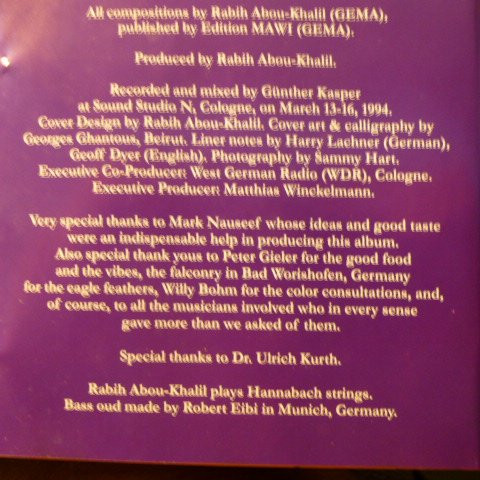 All compositions by Rabih Abou-Khalil (GEMA),
published by Edition MAWI (GEMA).
Produced by Rabih Abou-Khalil.
Recorded and mixed by Günther Kasper
at Sound Studio N, Cologne, on March 13-16, 1994.
Cover Design by Rabih Abou-Khalil. Cover art & calligraphy by
Georges Ghantous, Beirut. Liner notes by Harry Lachner (German),
Geoff Dyer (English). Photography by Sammy Hart.
Executive Co-Producer: West German Radio (WDR), Cologne.
Executive Producer: Matthias Winckelmann.
Very special thanks to Mark Nauseef whose ideas and good taste
were an indispensable help in producing this album.
Also special thank yous to Peter Gieler for the good food
and the vibes, the falconry in Bad Worishofen, Germany
for the eagle feathers, Willy Bohm for the color consultations, and,
of course, to all the musicians involved who in every sense
gave more than we asked of them.
Special thanks to Dr. Ulrich Kurth.
Rabih Abou-Khalil plays Hannabach strings.
Bass oud made by Robert Eibi in Munich, Germany.